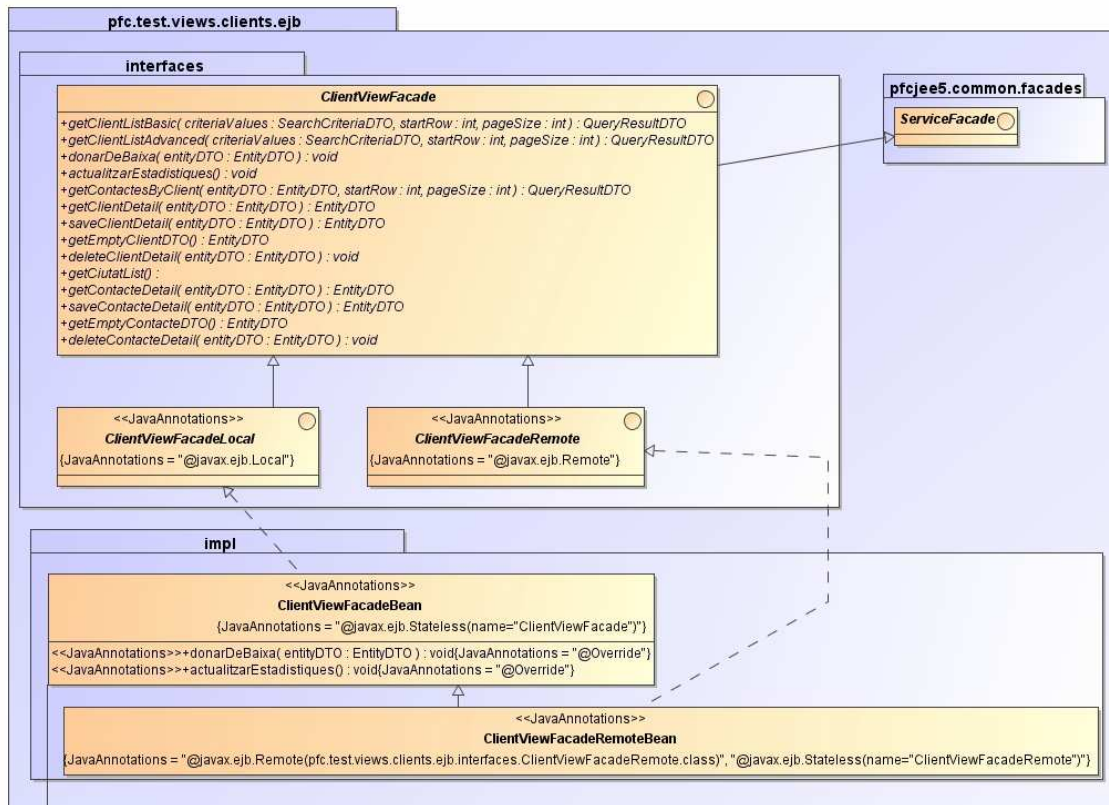 pfc.test.views.clients.ejb
interfaces
ClientViewFacade
+getClientListBasic( criteriaValues : SearchCriteriaDTO, startRow : int, pageSize : int ) : QueryResultDTO
+getClientListAdvanced( criteriaValues : SearchCriteriaDTO, startRow : int, pageSize : int ) : QueryResultDTO
+donarDeBaixa( entityDTO : EntityDTO ) : void
+actualitzarEstadistiques() : void
+getContactesByClient( entityDTO : EntityDTO, startRow : int, pageSize : int ) : QueryResultDTO
+getClientDetail( entityDTO : EntityDTO ) : EntityDTO
+saveClientDetail( entityDTO : EntityDTO ) : EntityDTO
+getEmptyClientDTO() : EntityDTO
+deleteClientDetail( entityDTO : EntityDTO ) : void
+getCiutatList() :
+getContacteDetail( entityDTO : EntityDTO ) : EntityDTO
+saveContacteDetail( entityDTO : EntityDTO ) : EntityDTO
+getEmptyContacteDTO() : EntityDTO
+deleteContacteDetail( entityDTO : EntityDTO ) : void
pfcjee5.common.facades
ServiceFacade
<<JavaAnnotations>>
ClientViewFacadeLocal
{JavaAnnotations = "@javax.ejb.Local"}
<<JavaAnnotations>>
ClientViewFacadeRemote
{JavaAnnotations = "@javax.ejb.Remote"}
impl
<<JavaAnnotations>>
ClientViewFacadeBean
{JavaAnnotations = "@javax.ejb.Stateless(name="ClientViewFacade")"}
<<JavaAnnotations>>+donarDeBaixa( entityDTO : EntityDTO ) : void{JavaAnnotations = "@Override"}
<<JavaAnnotations>>+actualitzarEstadistiques() : void{JavaAnnotations = "@Override"}
<<JavaAnnotations>>
ClientViewFacadeRemoteBean
{JavaAnnotations = "@javax.ejb.Remote(pfc.test.views.clients.ejb.interfaces.ClientViewFacadeRemote.class)", "@javax.ejb.Stateless(name="ClientViewFacadeRemote")"}